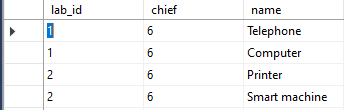 lab_id chief name
1 6 Telephone
1 6 Computer
2 6 Printer
2 6 Smart machine